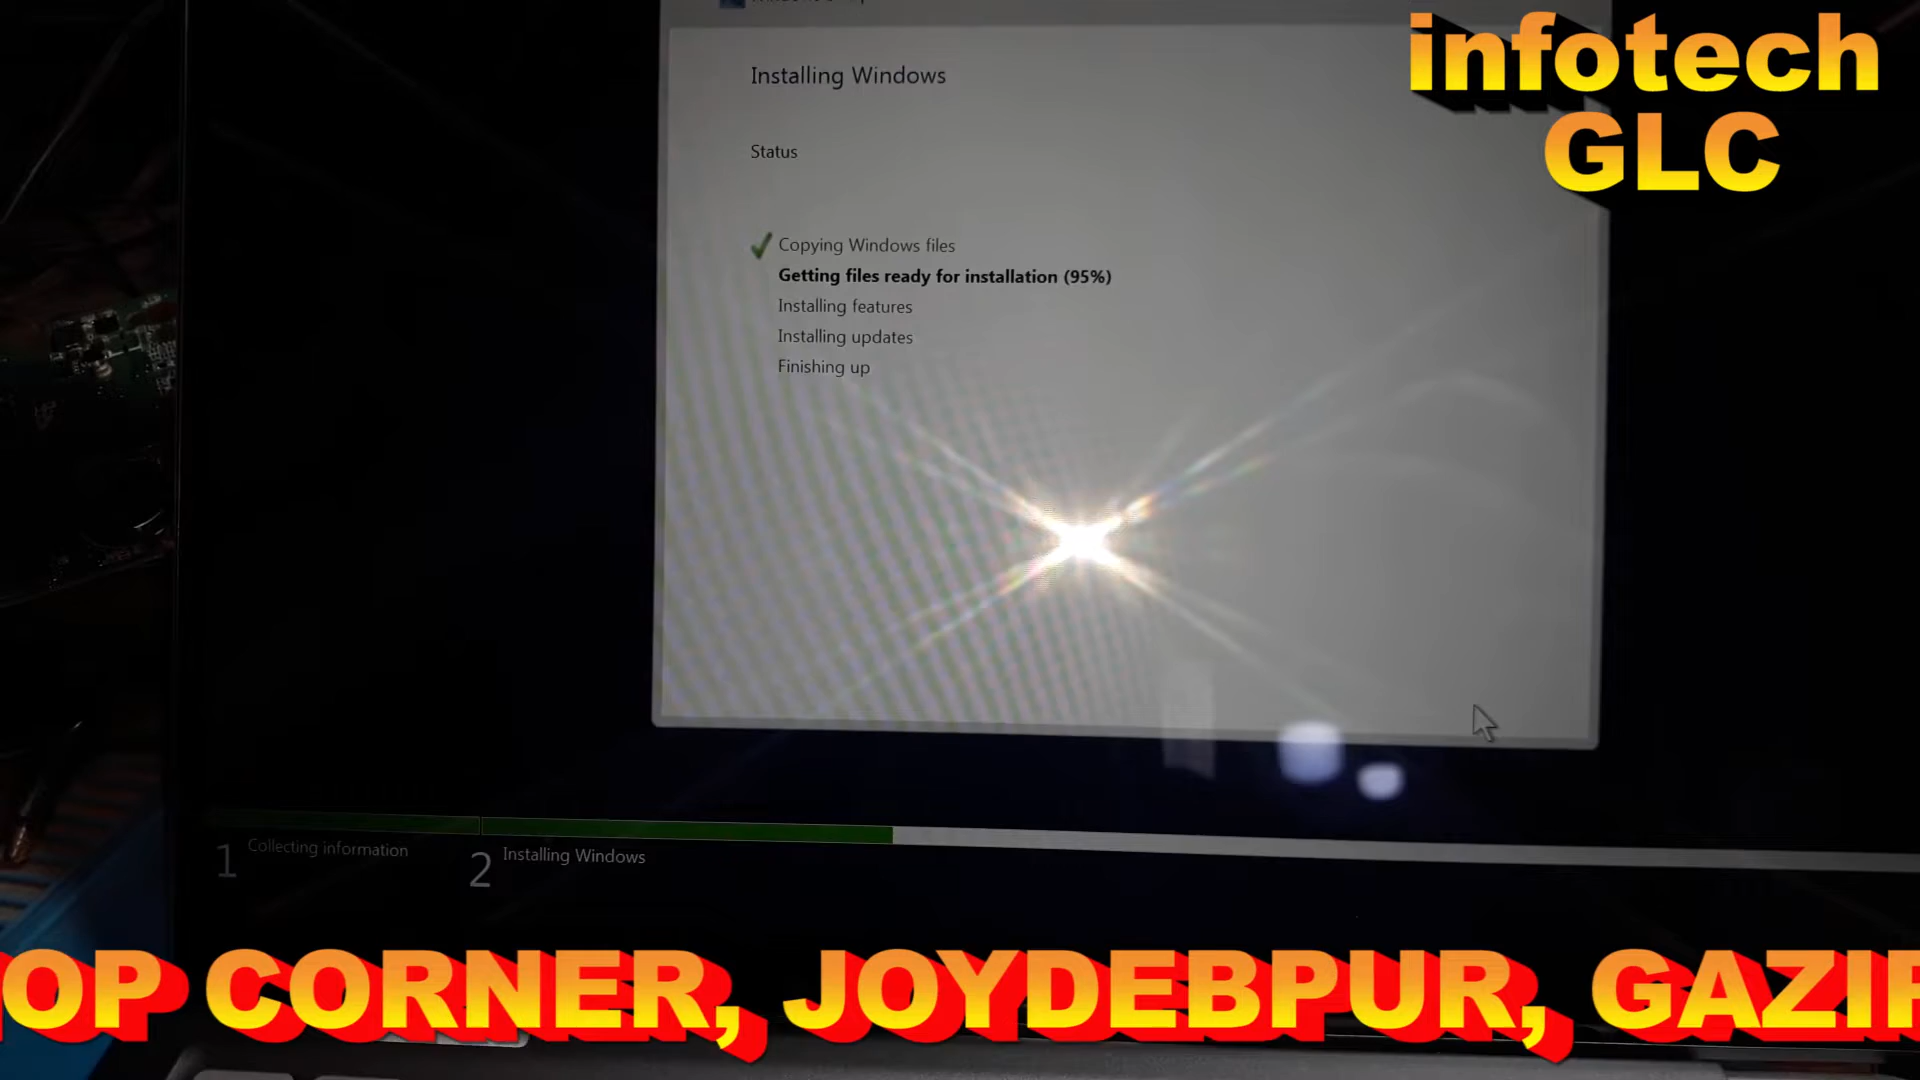 infotech
GLC
Installing Windows
Status
Copying Windows files
Getting files ready for installation (95%)
Installing features
Installing updates
Finishing up
1 Collecting information
2 Installing Windows
OP CORNER, JOYDEBPUR, GAZIP